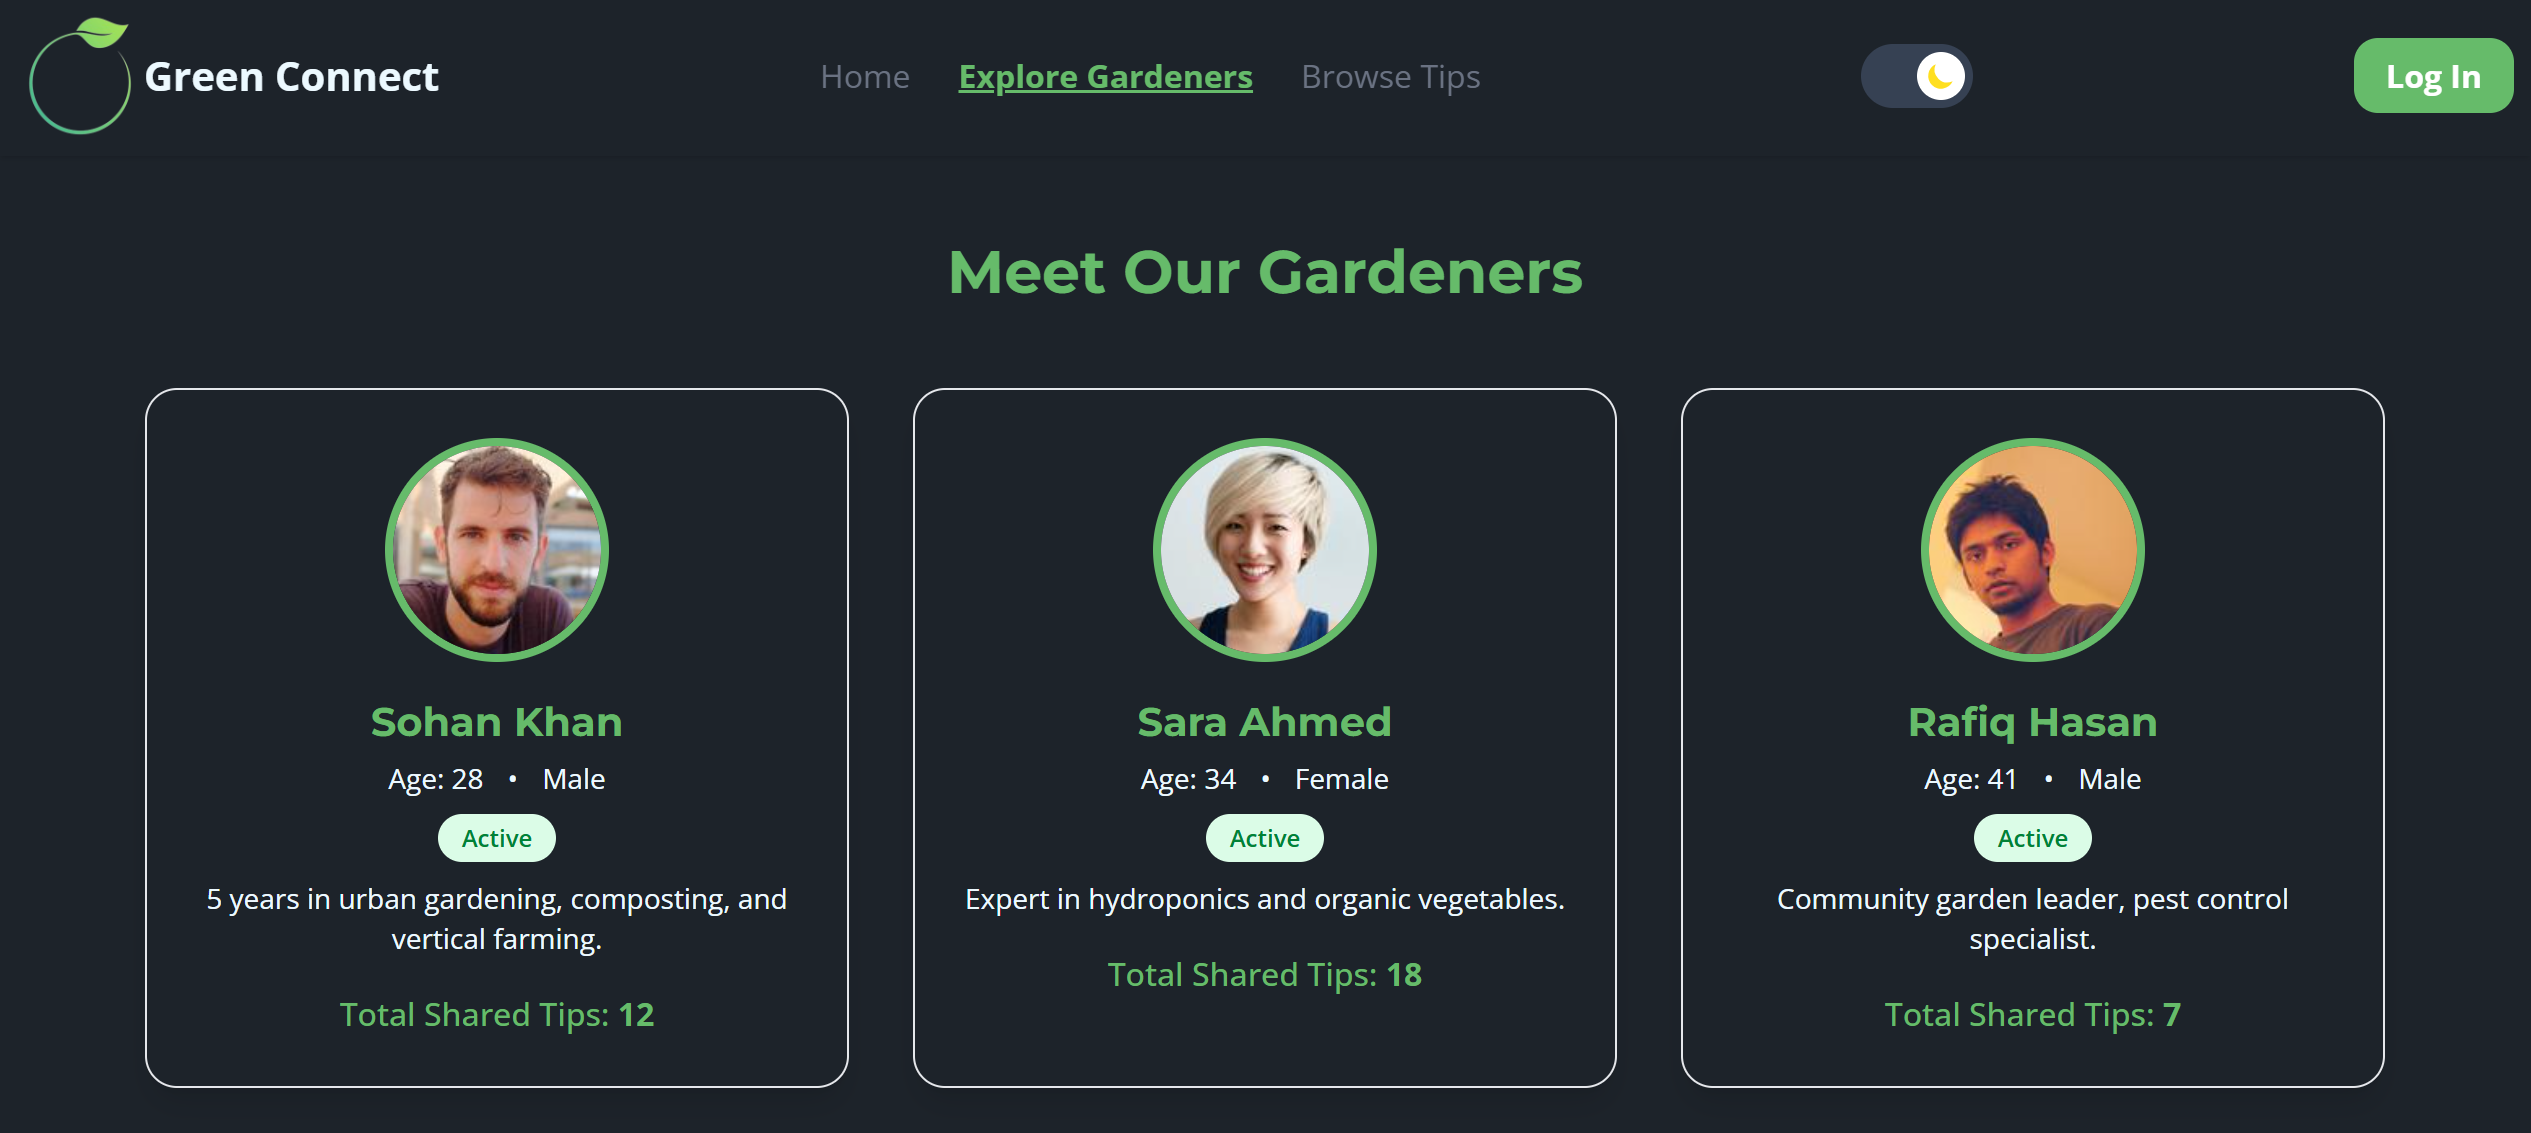 Green Connect
Home
Explore Gardeners
Browse Tips
Log In
Meet Our Gardeners
Sohan Khan
Age: 28 • Male
Active
5 years in urban gardening, composting, and
vertical farming.
Total Shared Tips: 12
Sara Ahmed
Age: 34 • Female
Active
Expert in hydroponics and organic vegetables.
Total Shared Tips: 18
Rafiq Hasan
Age: 41 • Male
Active
Community garden leader, pest control
specialist.
Total Shared Tips: 7